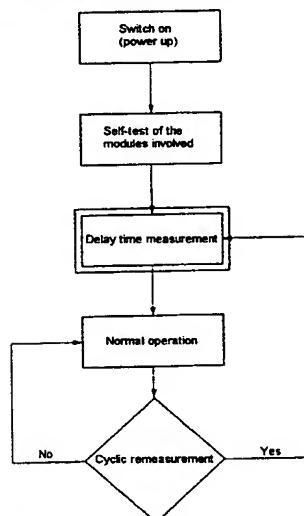 Switch on
(power up)
Self-test of the
modules involved
Delay time measurement
Normal operation
No
Cyclic remeasurement
Yes